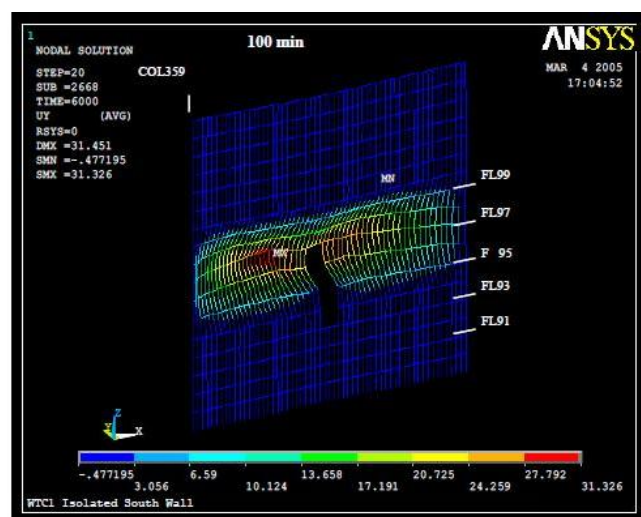 1
NODAL SOLUTION
100 min
ANSYS
STEP=20
COL359
MAR 4 2005
SUB =2668
17:04:52
TIME=6000
UY (AVG)
RSYS=0
DMX =31.451
SMN =-.477195
SMX =31.326
MN
FL99
FL97
F 95
FL93
FL91
Z
Y
X
-.477195 6.59 13.658 20.725 27.792
3.056 10.124 17.191 24.259 31.326
WTC1 Isolated South Wall